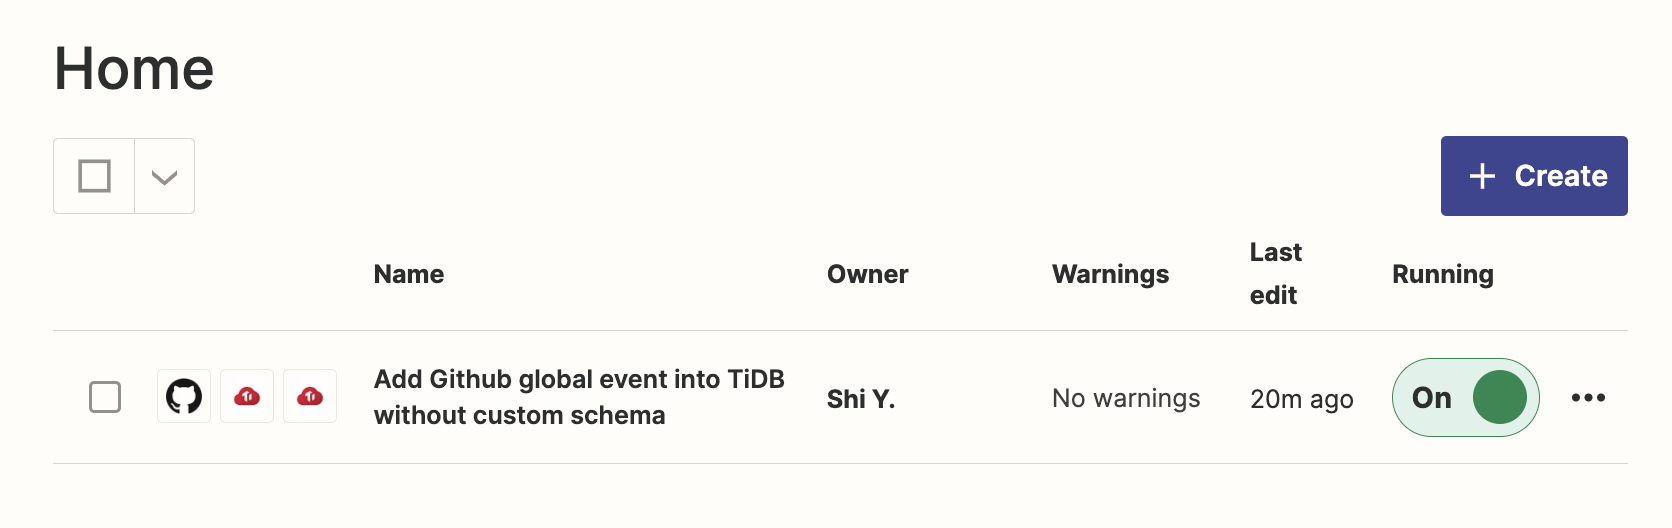 Home
+ Create
Name
Owner
Warnings
Last
edit
Running
Add Github global event into TiDB
without custom schema
Shi Y.
No warnings
20m ago
On